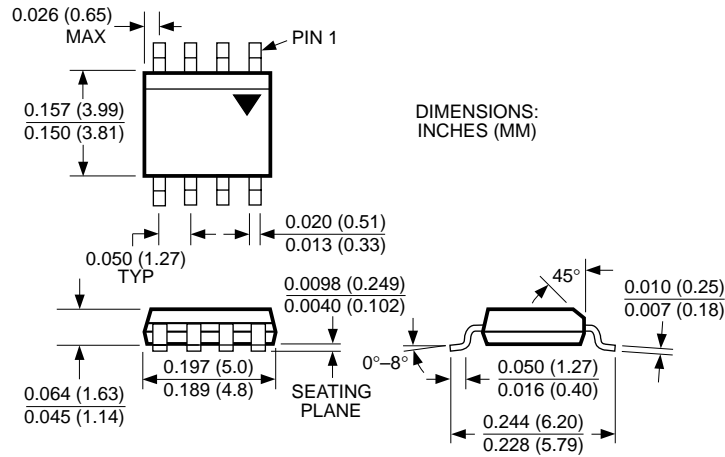 0.026 (0.65)
MAX
PIN 1
0.157 (3.99)
0.150 (3.81)
DIMENSIONS:
INCHES (MM)
0.050 (1.27)
TYP
0.020 (0.51)
0.013 (0.33)
0.0098 (0.249)
0.0040 (0.102)
45°
0.010 (0.25)
0.007 (0.18)
0.064 (1.63)
0.045 (1.14)
0.197 (5.0)
0.189 (4.8)
SEATING
PLANE
0°–8°
0.050 (1.27)
0.016 (0.40)
0.244 (6.20)
0.228 (5.79)